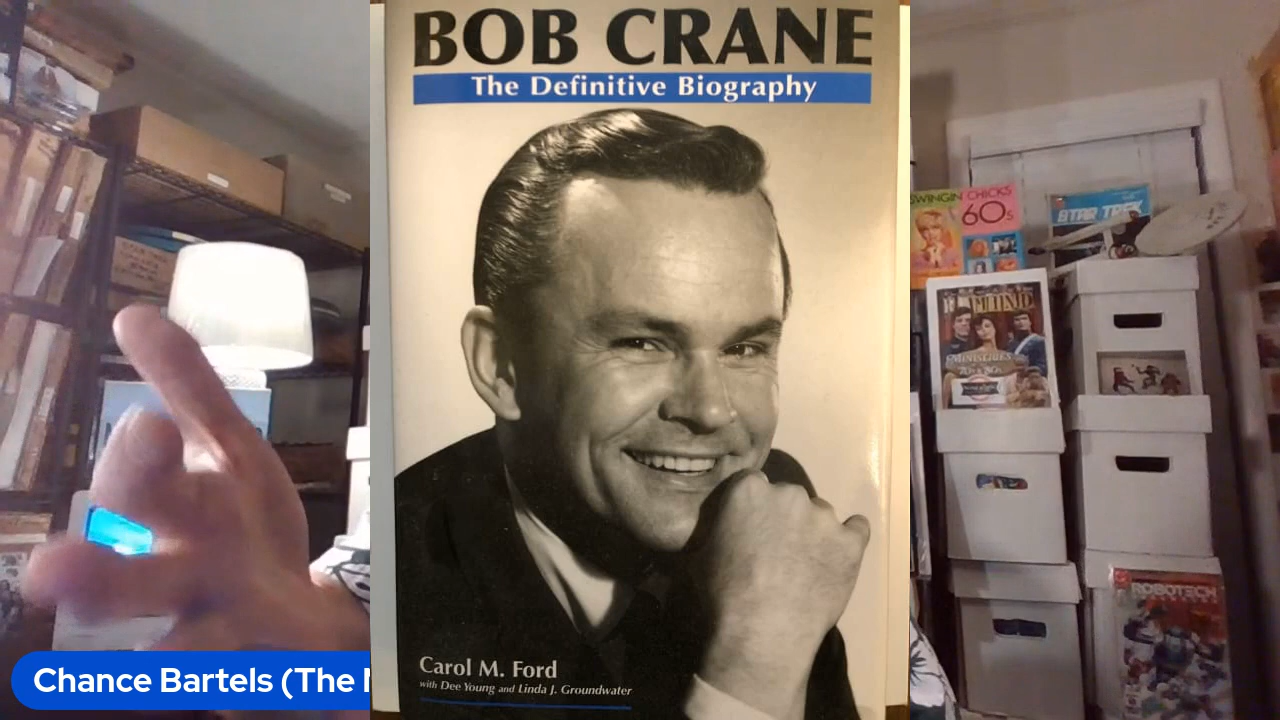 BOB CRANE
The Definitive Biography
Carol M. Ford
with Dee Young and Linda J. Groundwater
Chance Bartels (The
SWINGIN' CHICKS
60s
STAR TREK
MINISERIES
ROBOTECH